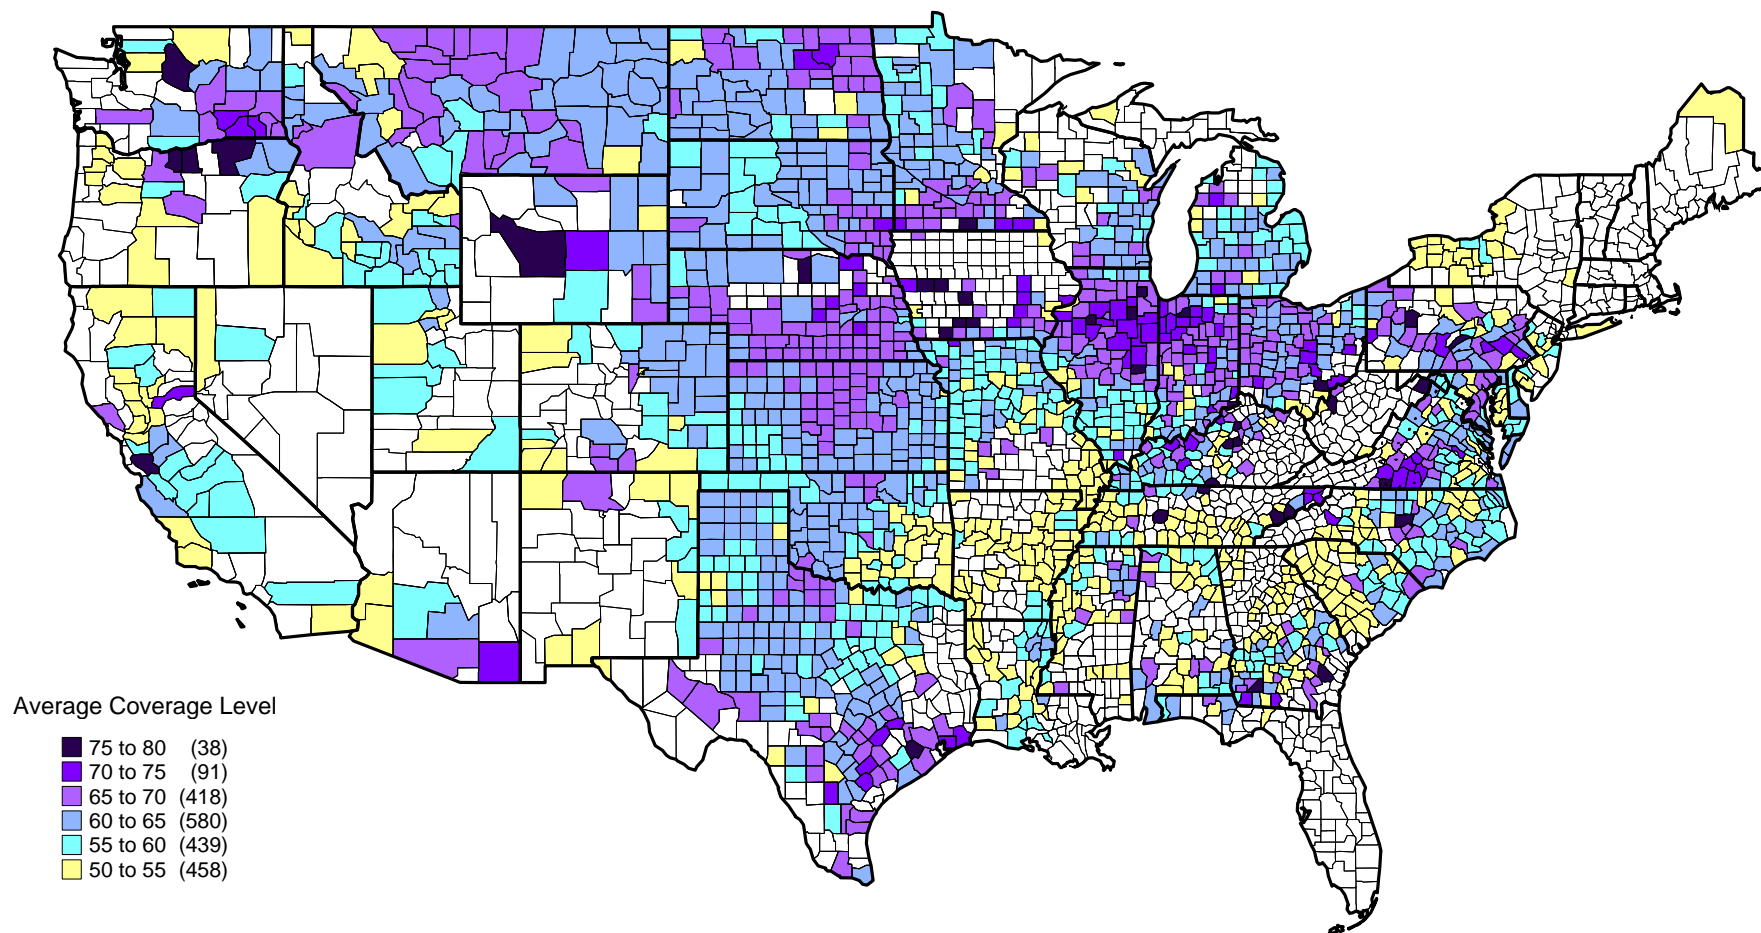 Average Coverage Level
75 to 80 (38)
70 to 75 (91)
65 to 70 (418)
60 to 65 (580)
55 to 60 (439)
50 to 55 (458)